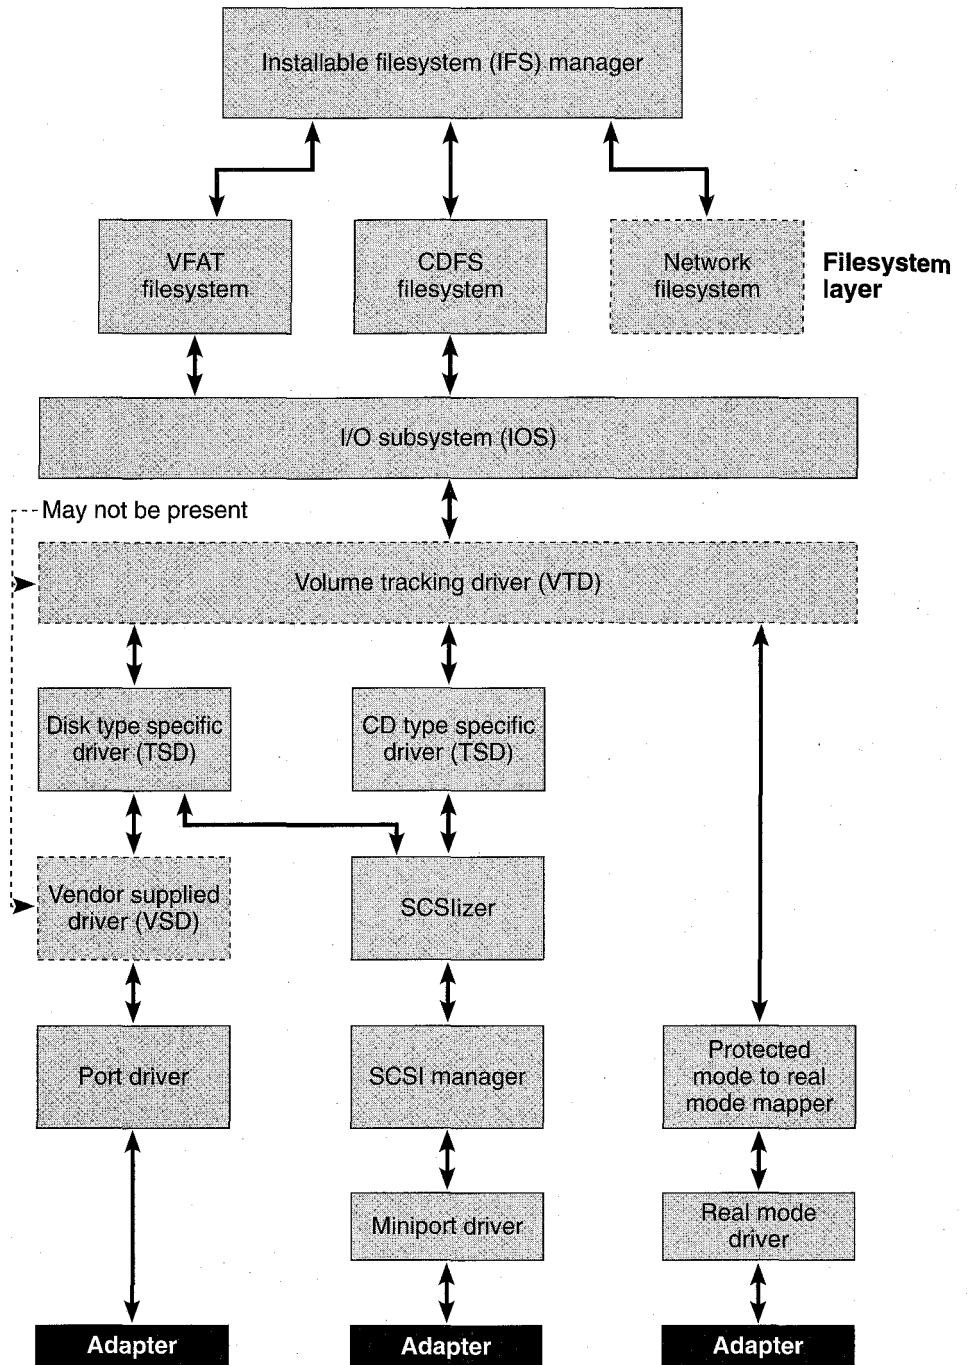 Installable filesystem (IFS) manager
VFAT
filesystem
CDFS
filesystem
Network
filesystem
Filesystem
layer
I/O subsystem (IOS)
May not be present
Volume tracking driver (VTD)
Disk type specific
driver (TSD)
CD type specific
driver (TSD)
Vendor supplied
driver (VSD)
SCSIizer
Port driver
SCSI manager
Protected
mode to real
mode mapper
Miniport driver
Real mode
driver
Adapter
Adapter
Adapter